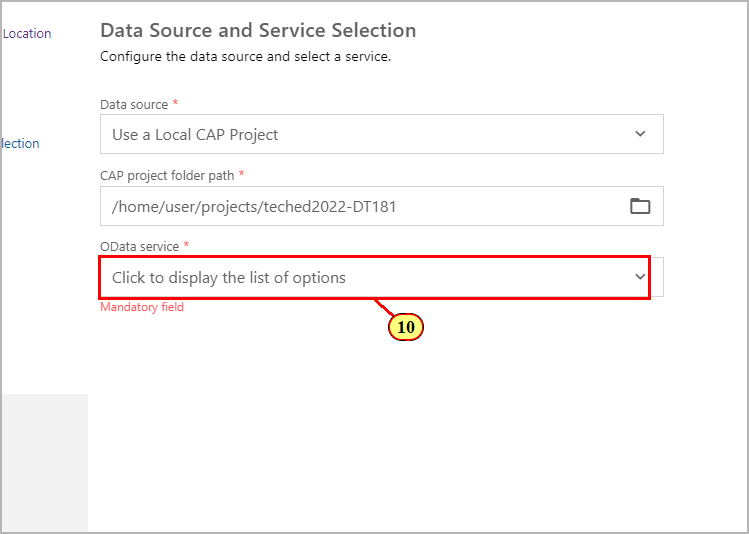 Location
lection
Data Source and Service Selection
Configure the data source and select a service.
Data source *
Use a Local CAP Project
CAP project folder path *
/home/user/projects/teched2022-DT181
OData service *
Click to display the list of options
Mandatory field
10